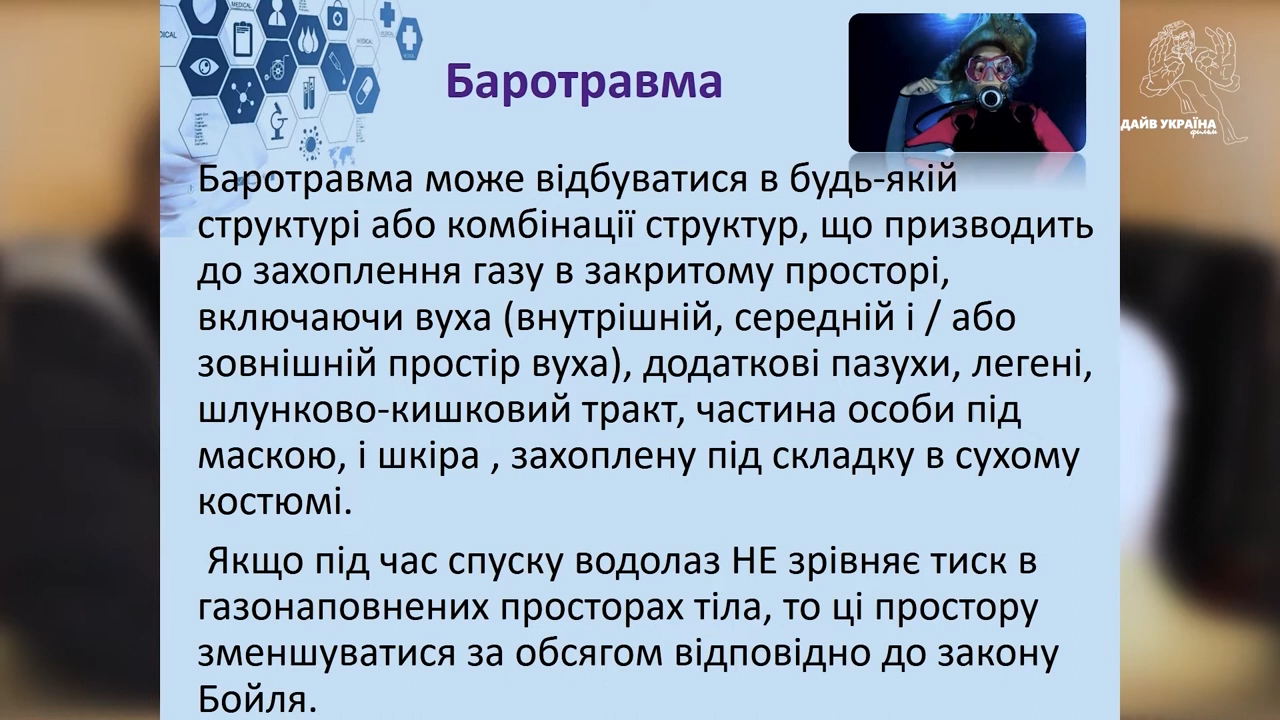 Баротравма
ДАЙВ УКРАЇНА
фильм
Баротравма може відбуватися в будь-якій
структурі або комбінації структур, що призводить
до захоплення газу в закритому просторі,
включаючи вуха (внутрішній, середній і / або
зовнішній простір вуха), додаткові пазухи, легені,
шлунково-кишковий тракт, частина особи під
маскою, і шкіра , захоплену під складку в сухому
костюмі.
Якщо під час спуску водолаз НЕ зрівняє тиск в
газонаповнених просторах тіла, то ці простору
зменшуватися за обсягом відповідно до закону
Бойля.